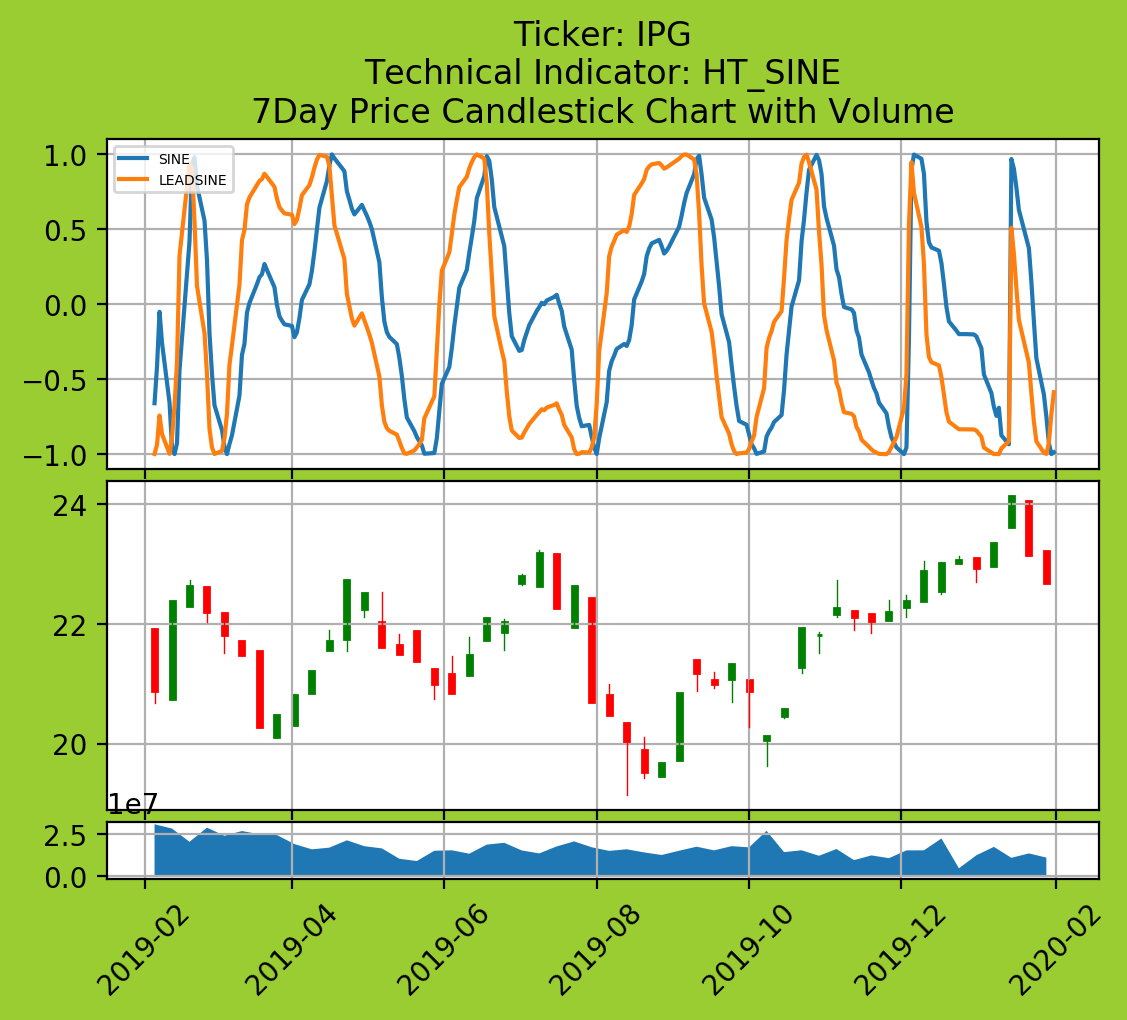 Ticker: IPG
Technical Indicator: HT_SINE
7Day Price Candlestick Chart with Volume
SINE
LEADSINE
1.0
0.5
0.0
−0.5
−1.0
24
22
20
1e7
2.5
0.0
2019-02
2019-04
2019-06
2019-08
2019-10
2019-12
2020-02